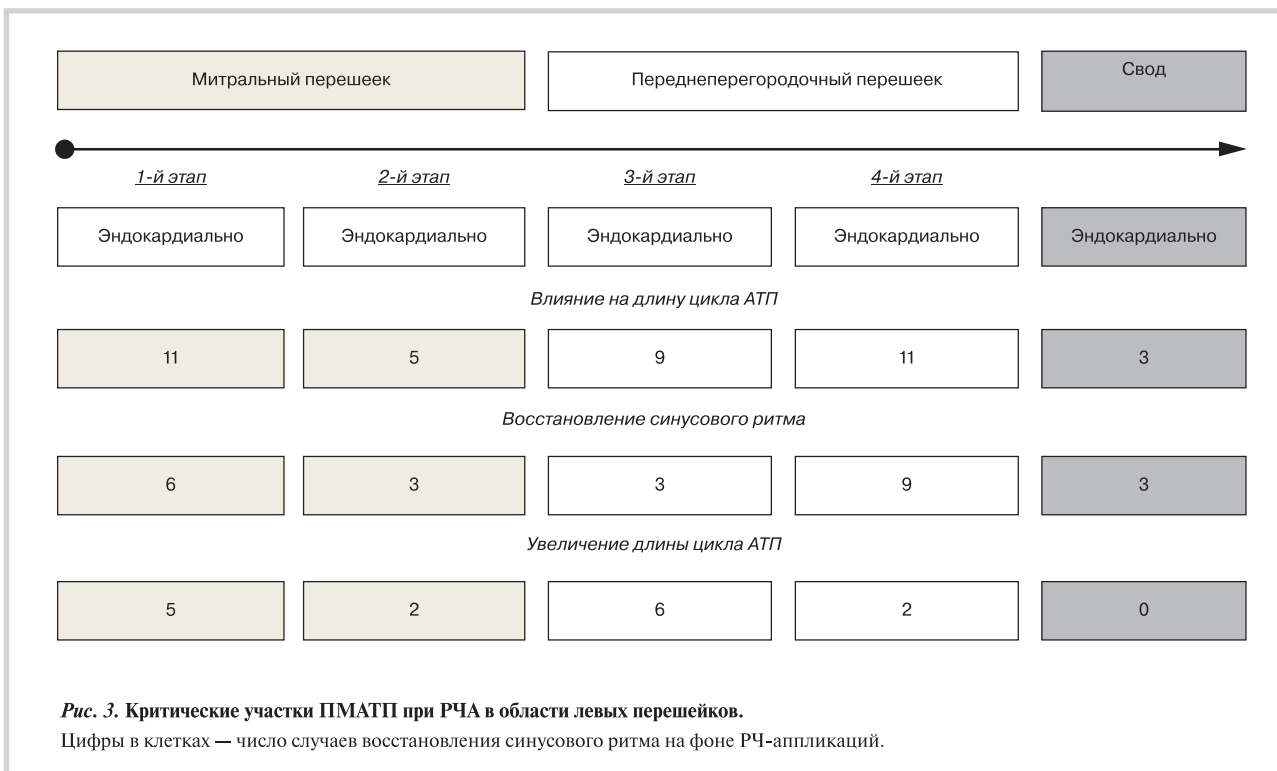 Митральный перешеек Переднеперегородочный перешеек Свод
1-й этап 2-й этап 3-й этап 4-й этап
Эндокардиально Эндокардиально Эндокардиально Эндокардиально Эндокардиально
Влияние на длину цикла АТП
11 5 9 11 3
Восстановление синусового ритма
6 3 3 9 3
Увеличение длины цикла АТП
5 2 6 2 0
Рис. 3. Критические участки ПМАТП при РЧА в области левых перешейков.
Цифры в клетках — число случаев восстановления синусового ритма на фоне РЧ-аппликаций.